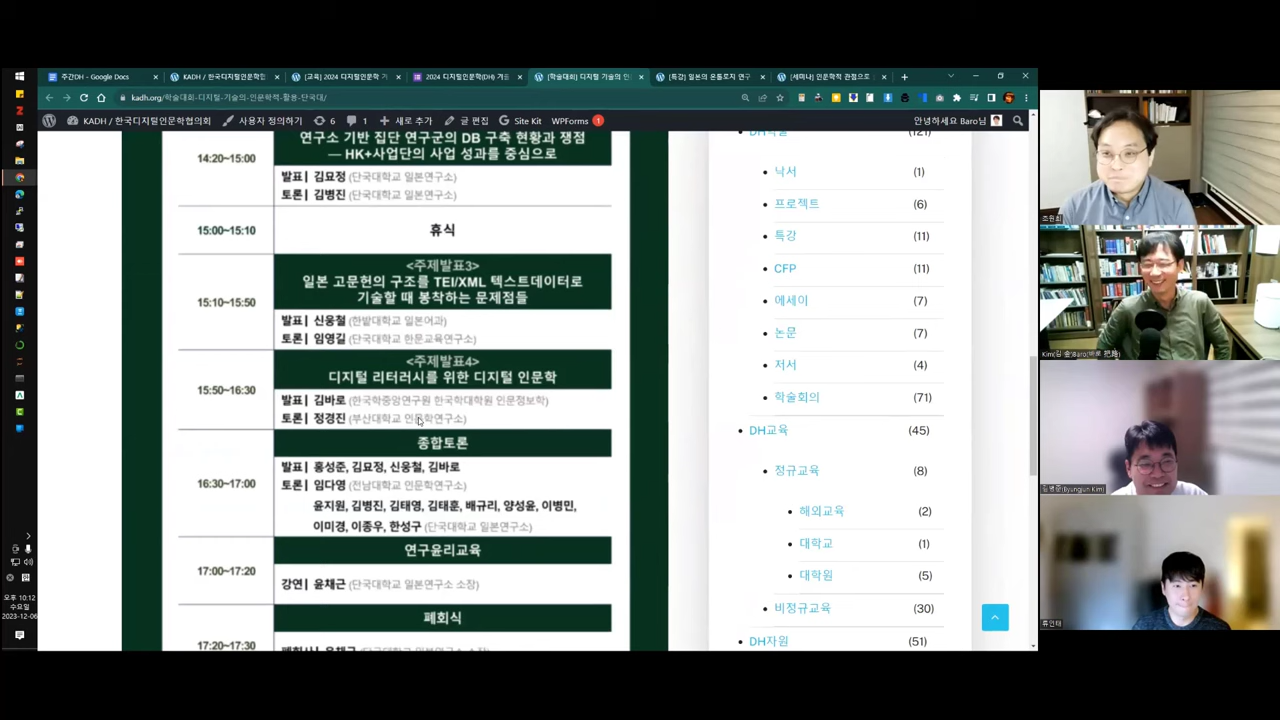 주간DH - Google Docs
KADH / 한국디지털인문학협
[교육] 2024 디지털인문학 기
2024 디지털인문학(DH) 겨울
[학술대회] 디지털 기술의 인문
[특강] 일본의 온톨로지 연구
[세미나] 인문학적 관점으로
kadh.org/학술대회-디지털-기술의-인문학적-활용-단국대/
KADH / 한국디지털인문학협의회
사용자 정의하기
6
1
새로 추가
글 편집
Site Kit
WPForms
1
안녕하세요 Baro님
연구소 기반 집단 연구군의 DB 구축 현황과 쟁점
14:20~15:00
— HK+사업단의 사업 성과를 중심으로
발표| 김묘정 (단국대학교 일본연구소)
토론| 김병진 (단국대학교 일본연구소)
15:00~15:10
휴식
<주제발표3>
일본 고문헌의 구조를 TEI/XML 텍스트데이터로
15:10~15:50
기술할 때 봉착하는 문제점들
발표| 신웅철 (한밭대학교 일본어과)
토론| 임영길 (단국대학교 한문교육연구소)
<주제발표4>
디지털 리터러시를 위한 디지털 인문학
15:50~16:30
발표| 김바로 (한국학중앙연구원 한국학대학원 인문정보학)
토론| 정경진 (부산대학교 인문학연구소)
종합토론
발표| 홍성준, 김묘정, 신웅철, 김바로
16:30~17:00
토론| 임다영 (전남대학교 인문학연구소)
윤지원, 김병진, 김태영, 김태훈, 배규리, 양성윤, 이병민,
이미경, 이종우, 한성구 (단국대학교 일본연구소)
연구윤리교육
17:00~17:20
강연| 윤채근 (단국대학교 일본연구소 소장)
폐회식
17:20~17:30
(121)
낙서 (1)
프로젝트 (6)
특강 (11)
CFP (11)
에세이 (7)
논문 (7)
저서 (4)
학술회의 (71)
DH교육 (45)
정규교육 (8)
해외교육 (2)
대학교 (1)
대학원 (5)
비정규교육 (30)
DH자원 (51)
오후 10:12
수요일
2023-12-06
조원희
Kim(김·金)Baro(바로·把路)
김병준(Byungjun Kim)
류인태